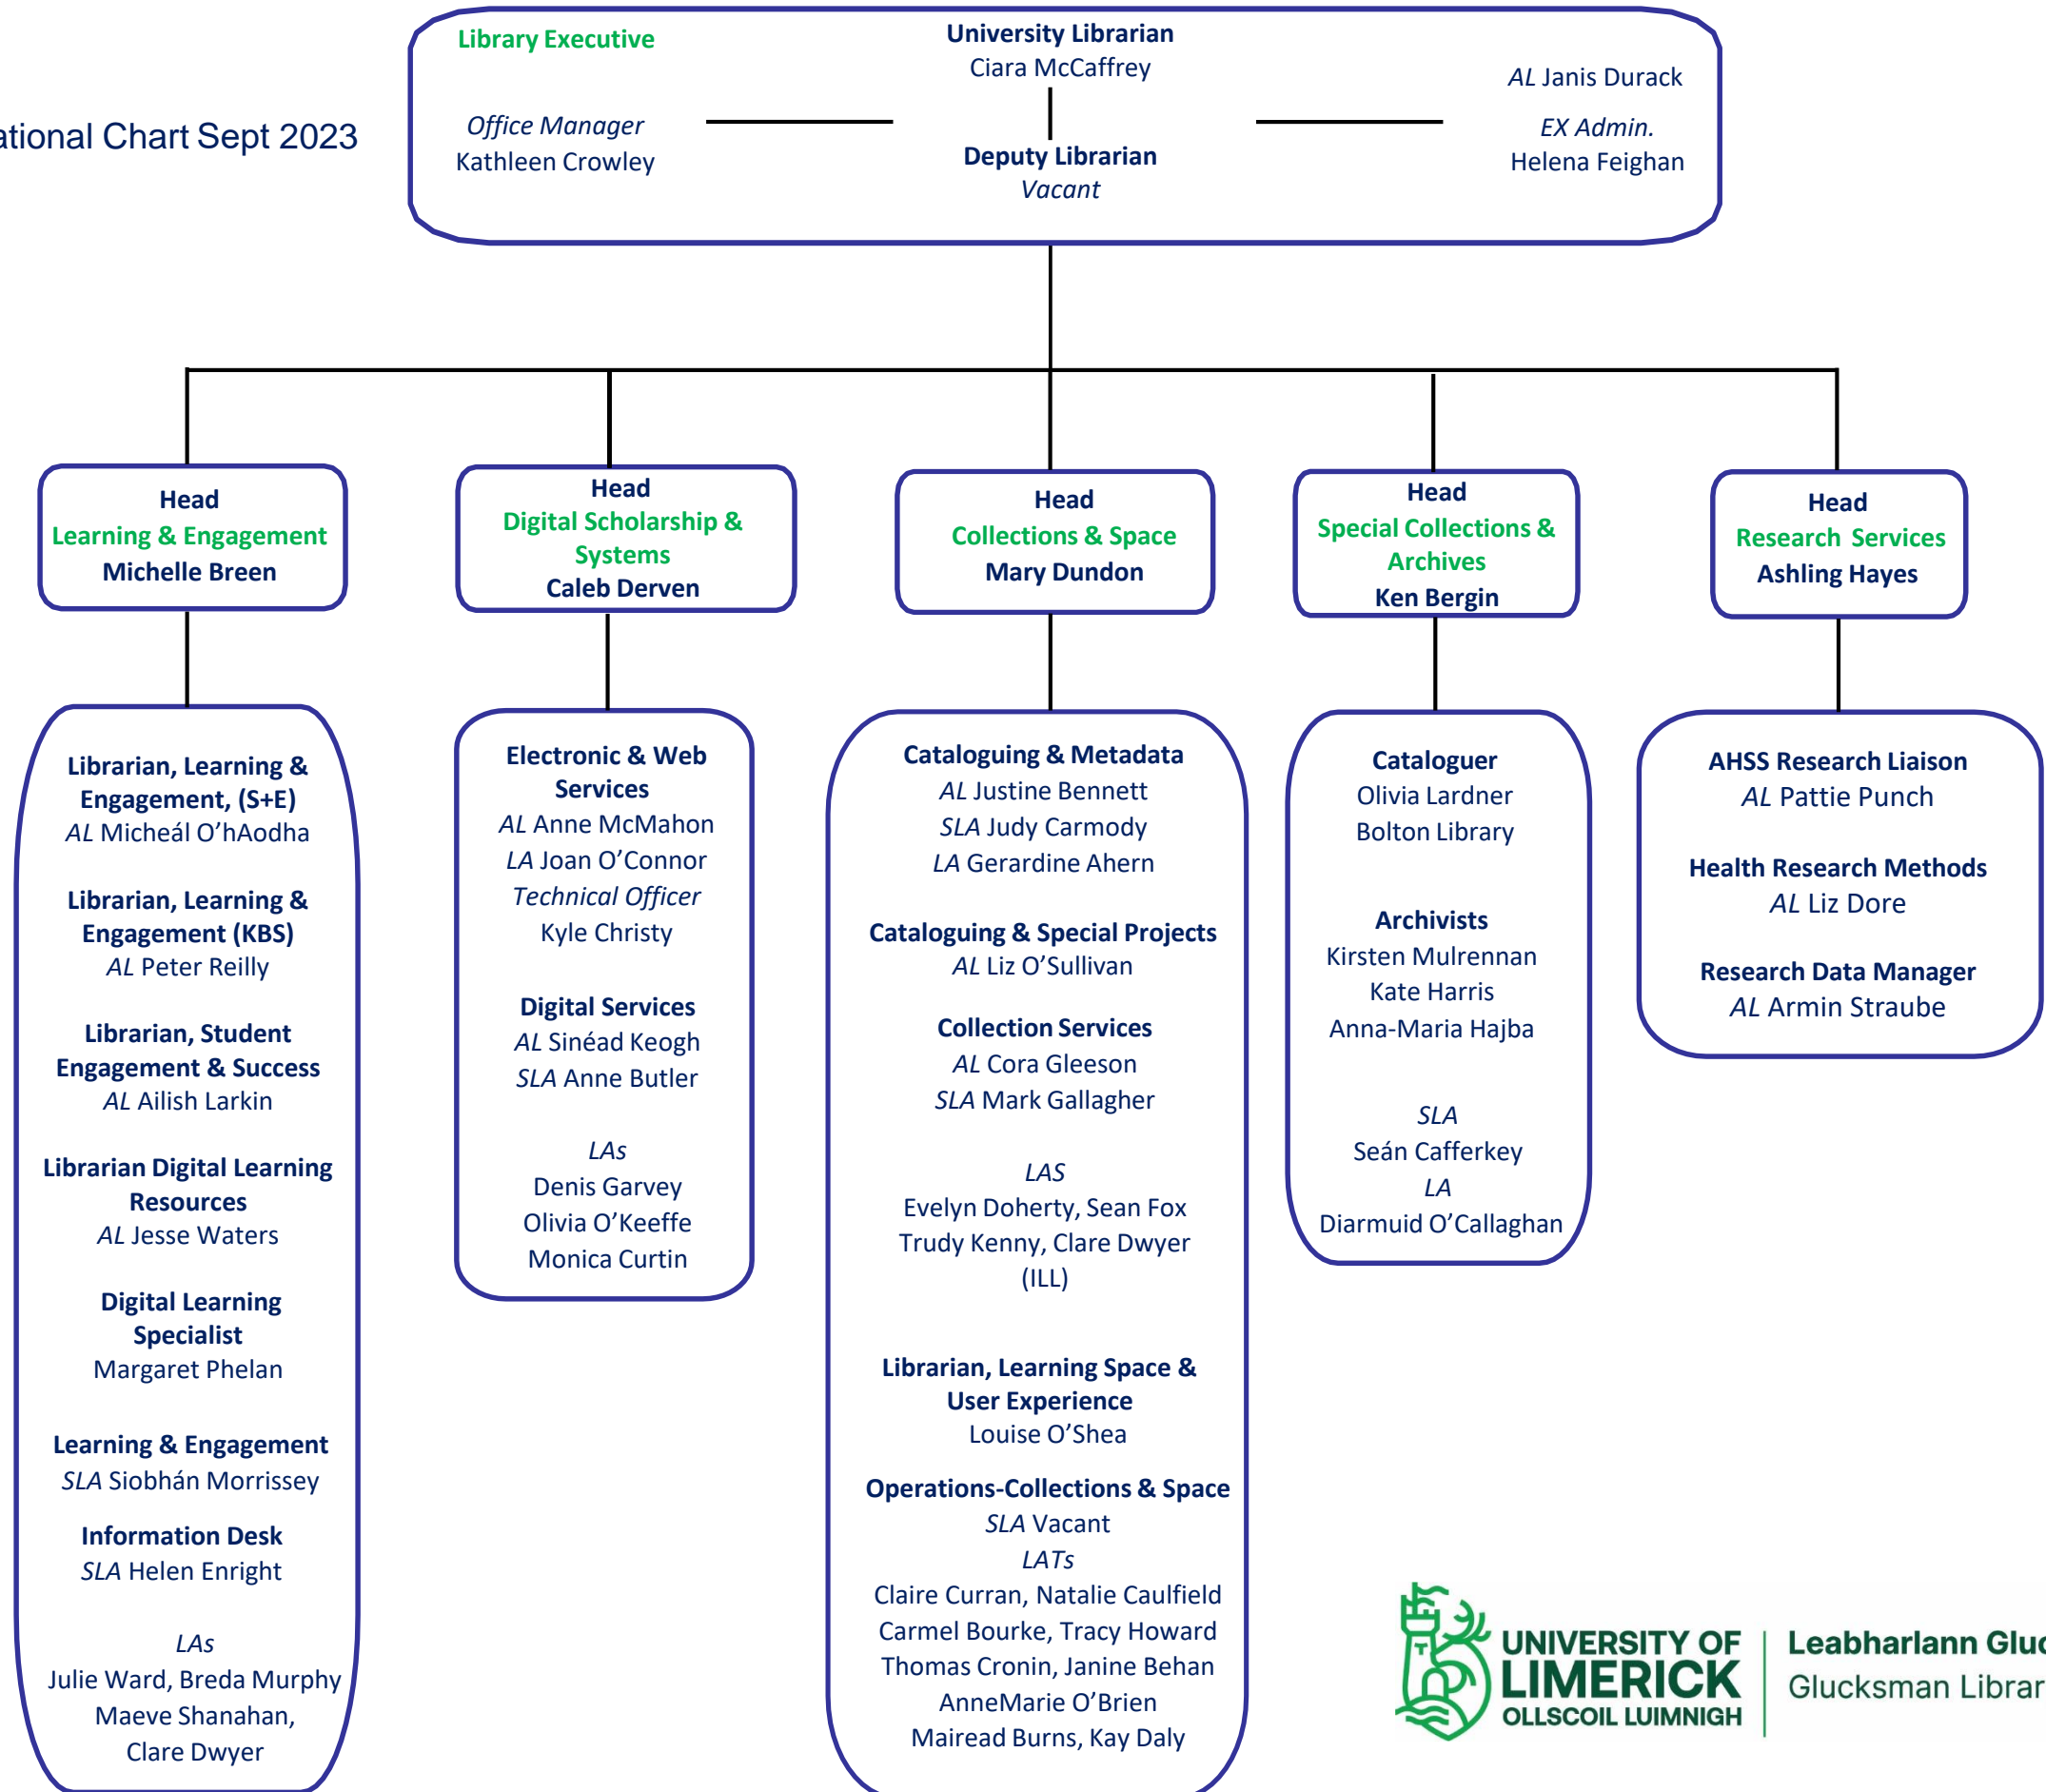 Library Executive
University Librarian
Ciara McCaffrey
AL Janis Durack
Chart Sept 2023
Office Manager
Kathleen Crowley
EX Admin.
Helena Feighan
Deputy Librarian
Vacant
Head
Learning & Engagement
Michelle Breen
Head
Digital Scholarship &
Systems
Caleb Derven
Head
Collections & Space
Mary Dundon
Head
Special Collections &
Archives
Ken Bergin
Head
Research Services
Ashling Hayes
Librarian, Learning &
Engagement, (S+E)
AL Micheál O’hAodha
Librarian, Learning &
Engagement (KBS)
AL Peter Reilly
Librarian, Student
Engagement & Success
AL Ailish Larkin
Librarian Digital Learning
Resources
AL Jesse Waters
Digital Learning
Specialist
Margaret Phelan
Learning & Engagement
SLA Siobhán Morrissey
Information Desk
SLA Helen Enright
LAs
Julie Ward, Breda Murphy
Maeve Shanahan,
Clare Dwyer
Electronic & Web
Services
AL Anne McMahon
LA Joan O’Connor
Technical Officer
Kyle Christy
Digital Services
AL Sinéad Keogh
SLA Anne Butler
LAs
Denis Garvey
Olivia O’Keeffe
Monica Curtin
Cataloguing & Metadata
AL Justine Bennett
SLA Judy Carmody
LA Gerardine Ahern
Cataloguing & Special Projects
AL Liz O’Sullivan
Collection Services
AL Cora Gleeson
SLA Mark Gallagher
LAS
Evelyn Doherty, Sean Fox
Trudy Kenny, Clare Dwyer
(ILL)
Librarian, Learning Space &
User Experience
Louise O’Shea
Operations-Collections & Space
SLA Vacant
LATs
Claire Curran, Natalie Caulfield
Carmel Bourke, Tracy Howard
Thomas Cronin, Janine Behan
AnneMarie O’Brien
Mairead Burns, Kay Daly
Cataloguer
Olivia Lardner
Bolton Library
Archivists
Kirsten Mulrennan
Kate Harris
Anna-Maria Hajba
SLA
Seán Cafferkey
LA
Diarmuid O’Callaghan
AHSS Research Liaison
AL Pattie Punch
Health Research Methods
AL Liz Dore
Research Data Manager
AL Armin Straube
UNIVERSITY OF
LIMERICK
OLLSCOIL LUIMNIGH
Leabharlann
Glucksman